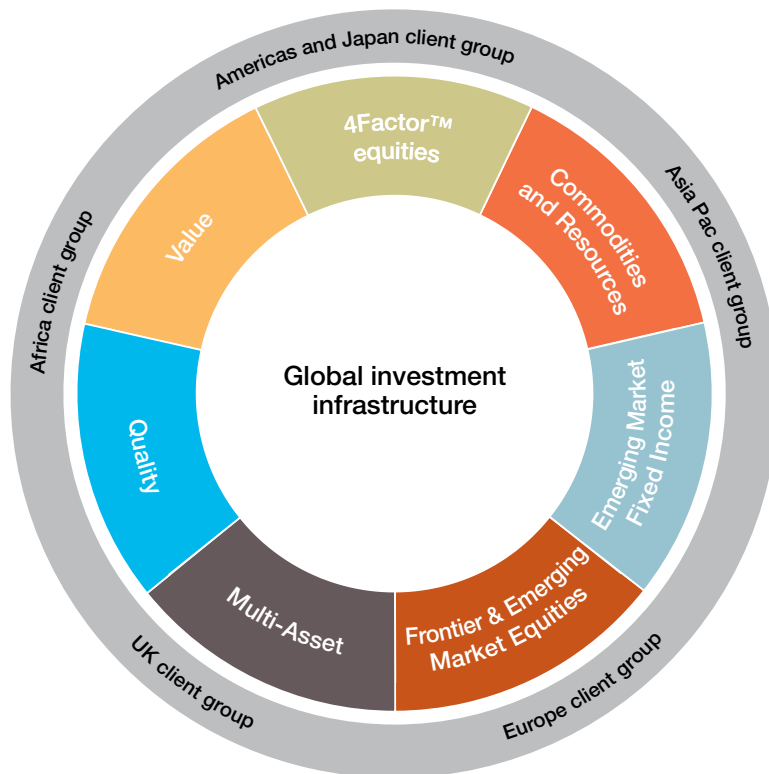 Americas and Japan client group
4Factor™
equities
Commodities
and Resources
Asia Pac client group
Value
Africa client group
Global investment
infrastructure
Quality
Emerging Market
Fixed Income
Multi-Asset
Frontier & Emerging
Market Equities
UK client group
Europe client group